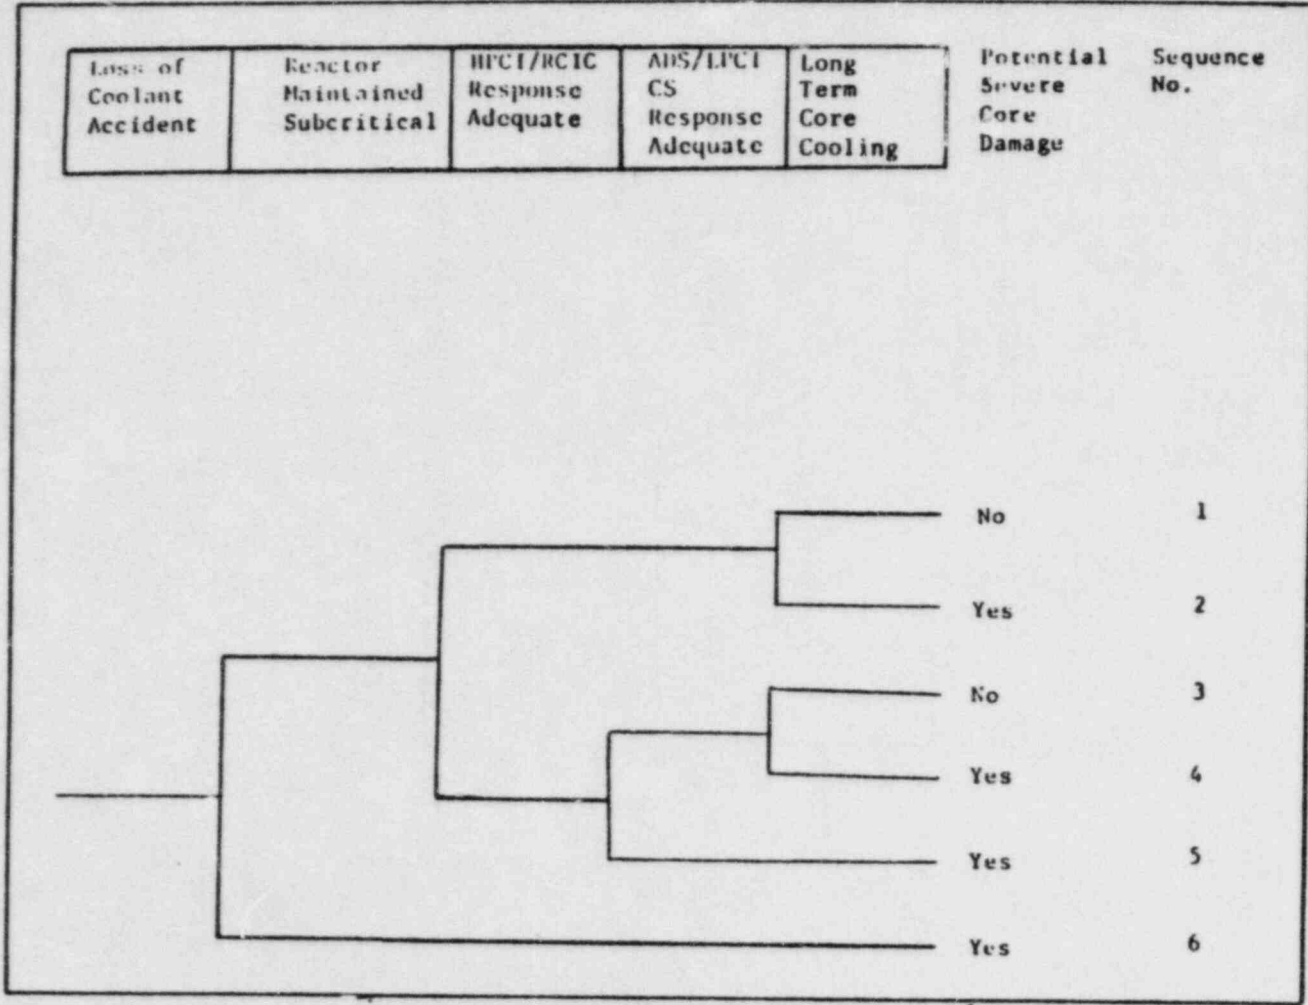 Loss of
Coolant
Accident
Reactor
Maintained
Subcritical
HPCI/RCIC
Response
Adequate
ADS/LPCI
CS
Response
Adequate
Long
Term
Core
Cooling
Potential
Severe
Core
Damage
Sequence
No.
No 1
Yes 2
No 3
Yes 4
Yes 5
Yes 6